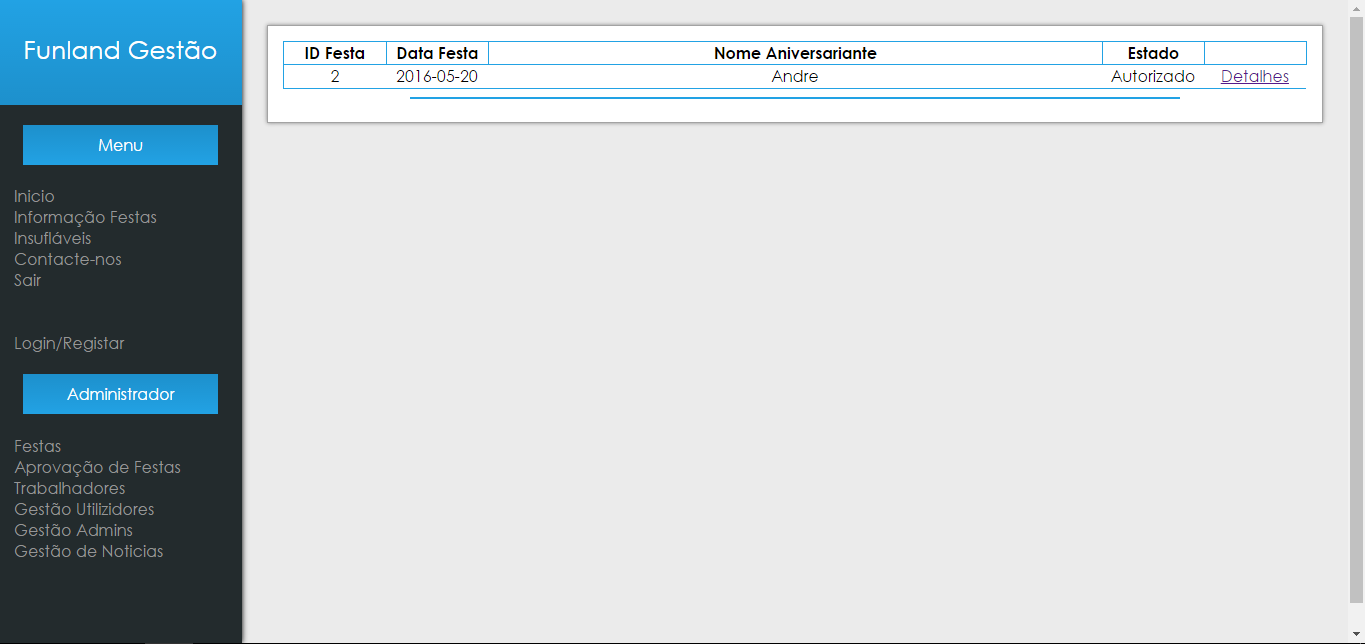 Funland Gestão
Menu
Inicio
Informação Festas
Insufláveis
Contacte-nos
Sair
Login/Registar
Administrador
Festas
Aprovação de Festas
Trabalhadores
Gestão Utilizidores
Gestão Admins
Gestão de Noticias
ID Festa Data Festa Nome Aniversariante Estado
2 2016-05-20 Andre Autorizado Detalhes